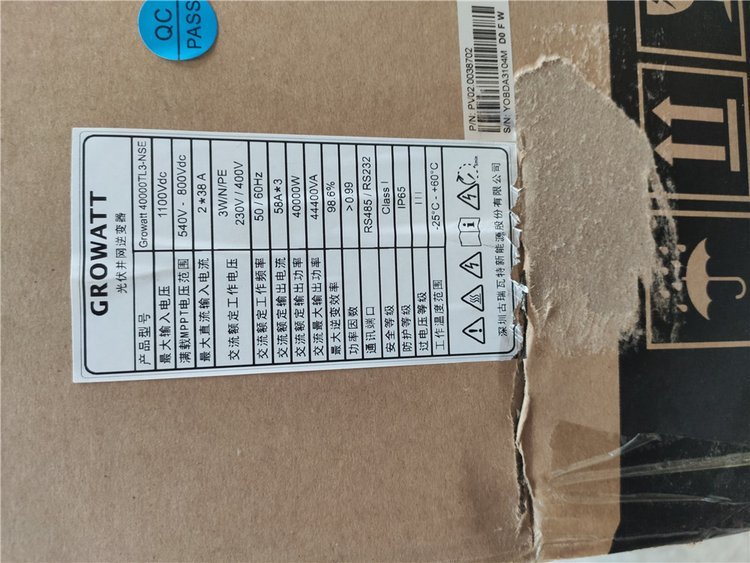 QC
PASS
P/N: PV02.0038702
S/N: YOBDA3104M D0 F W
GROWATT
光伏并网逆变器
产品型号 Growatt 40000TL3-NSE
最大输入电压 1100Vdc
满载MPPT电压范围 540V - 800Vdc
最大直流输入电流 2*38 A
交流额定工作电压 3W/N/PE 230V / 400V
交流额定工作频率 50 / 60Hz
交流额定输出电流 58A*3
交流额定输出功率 40000W
交流最大输出功率 44400VA
最大逆变效率 98.6%
功率因数 >0.99
通讯端口 RS485 / RS232
安全等级 Class I
防护等级 IP65
过电压等级 III
工作温度范围 -25°C - +60°C
深圳古瑞瓦特新能源股份有限公司